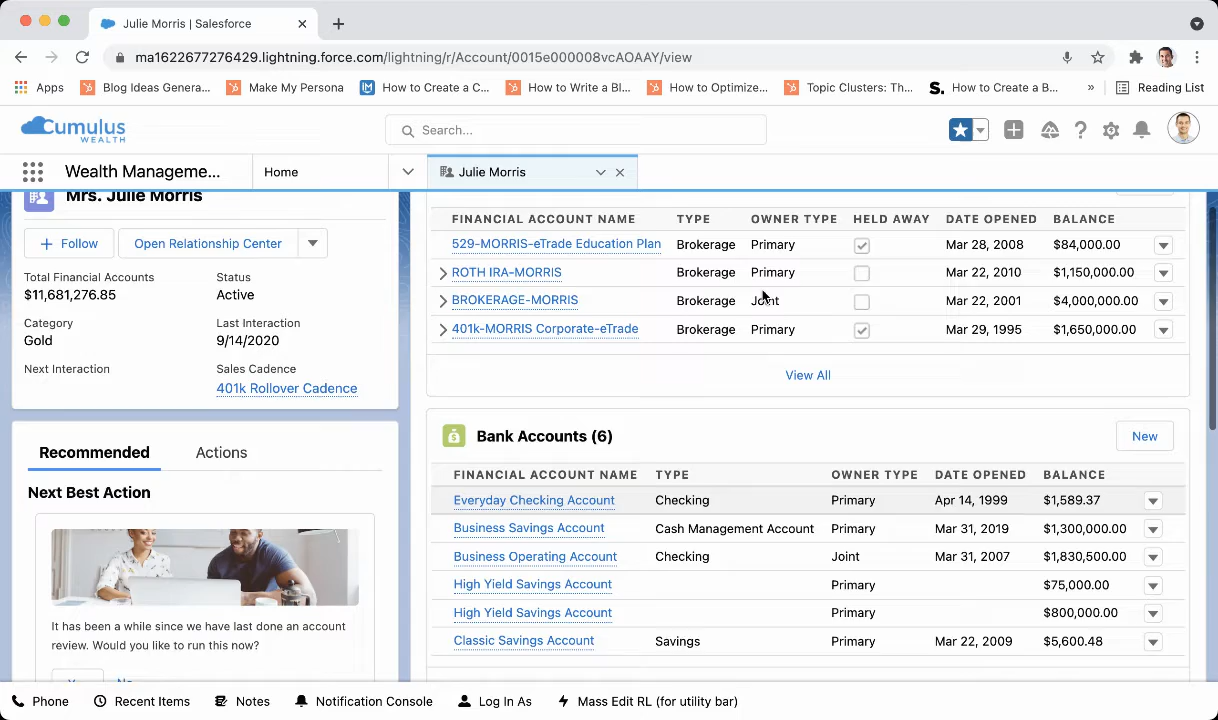 Julie Morris | Salesforce
ma1622677276429.lightning.force.com/lightning/r/Account/0015e000008vcAOAAY/view
Apps Blog Ideas Genera... Make My Persona How to Create a C... How to Write a Bl... How to Optimize... Topic Clusters: Th... How to Create a B... » Reading List
Cumulus
WEALTH
Search...
Wealth Manageme... Home Julie Morris
Mrs. Julie Morris
Follow Open Relationship Center
Total Financial Accounts Status
$11,681,276.85 Active
Category Last Interaction
Gold 9/14/2020
Next Interaction Sales Cadence
401k Rollover Cadence
Recommended Actions
Next Best Action
It has been a while since we have last done an account
review. Would you like to run this now?
FINANCIAL ACCOUNT NAME TYPE OWNER TYPE HELD AWAY DATE OPENED BALANCE
529-MORRIS-eTrade Education Plan Brokerage Primary Mar 28, 2008 $84,000.00
ROTH IRA-MORRIS Brokerage Primary Mar 22, 2010 $1,150,000.00
BROKERAGE-MORRIS Brokerage Joint Mar 22, 2001 $4,000,000.00
401k-MORRIS Corporate-eTrade Brokerage Primary Mar 29, 1995 $1,650,000.00
View All
Bank Accounts (6) New
FINANCIAL ACCOUNT NAME TYPE OWNER TYPE DATE OPENED BALANCE
Everyday Checking Account Checking Primary Apr 14, 1999 $1,589.37
Business Savings Account Cash Management Account Primary Mar 31, 2019 $1,300,000.00
Business Operating Account Checking Joint Mar 31, 2007 $1,830,500.00
High Yield Savings Account Primary $75,000.00
High Yield Savings Account Primary $800,000.00
Classic Savings Account Savings Primary Mar 22, 2009 $5,600.48
Phone Recent Items Notes Notification Console Log In As Mass Edit RL (for utility bar)